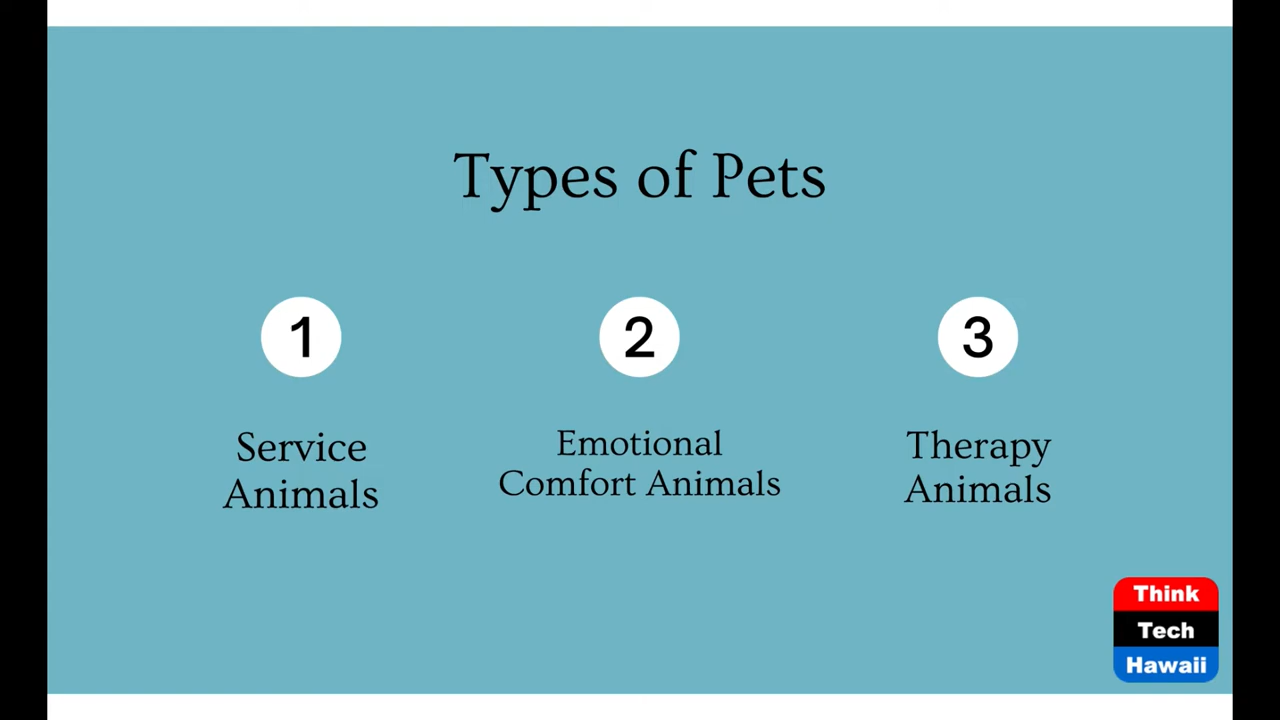 Types of Pets
1
Service
Animals
2
Emotional
Comfort Animals
3
Therapy
Animals
Think
Tech
Hawaii